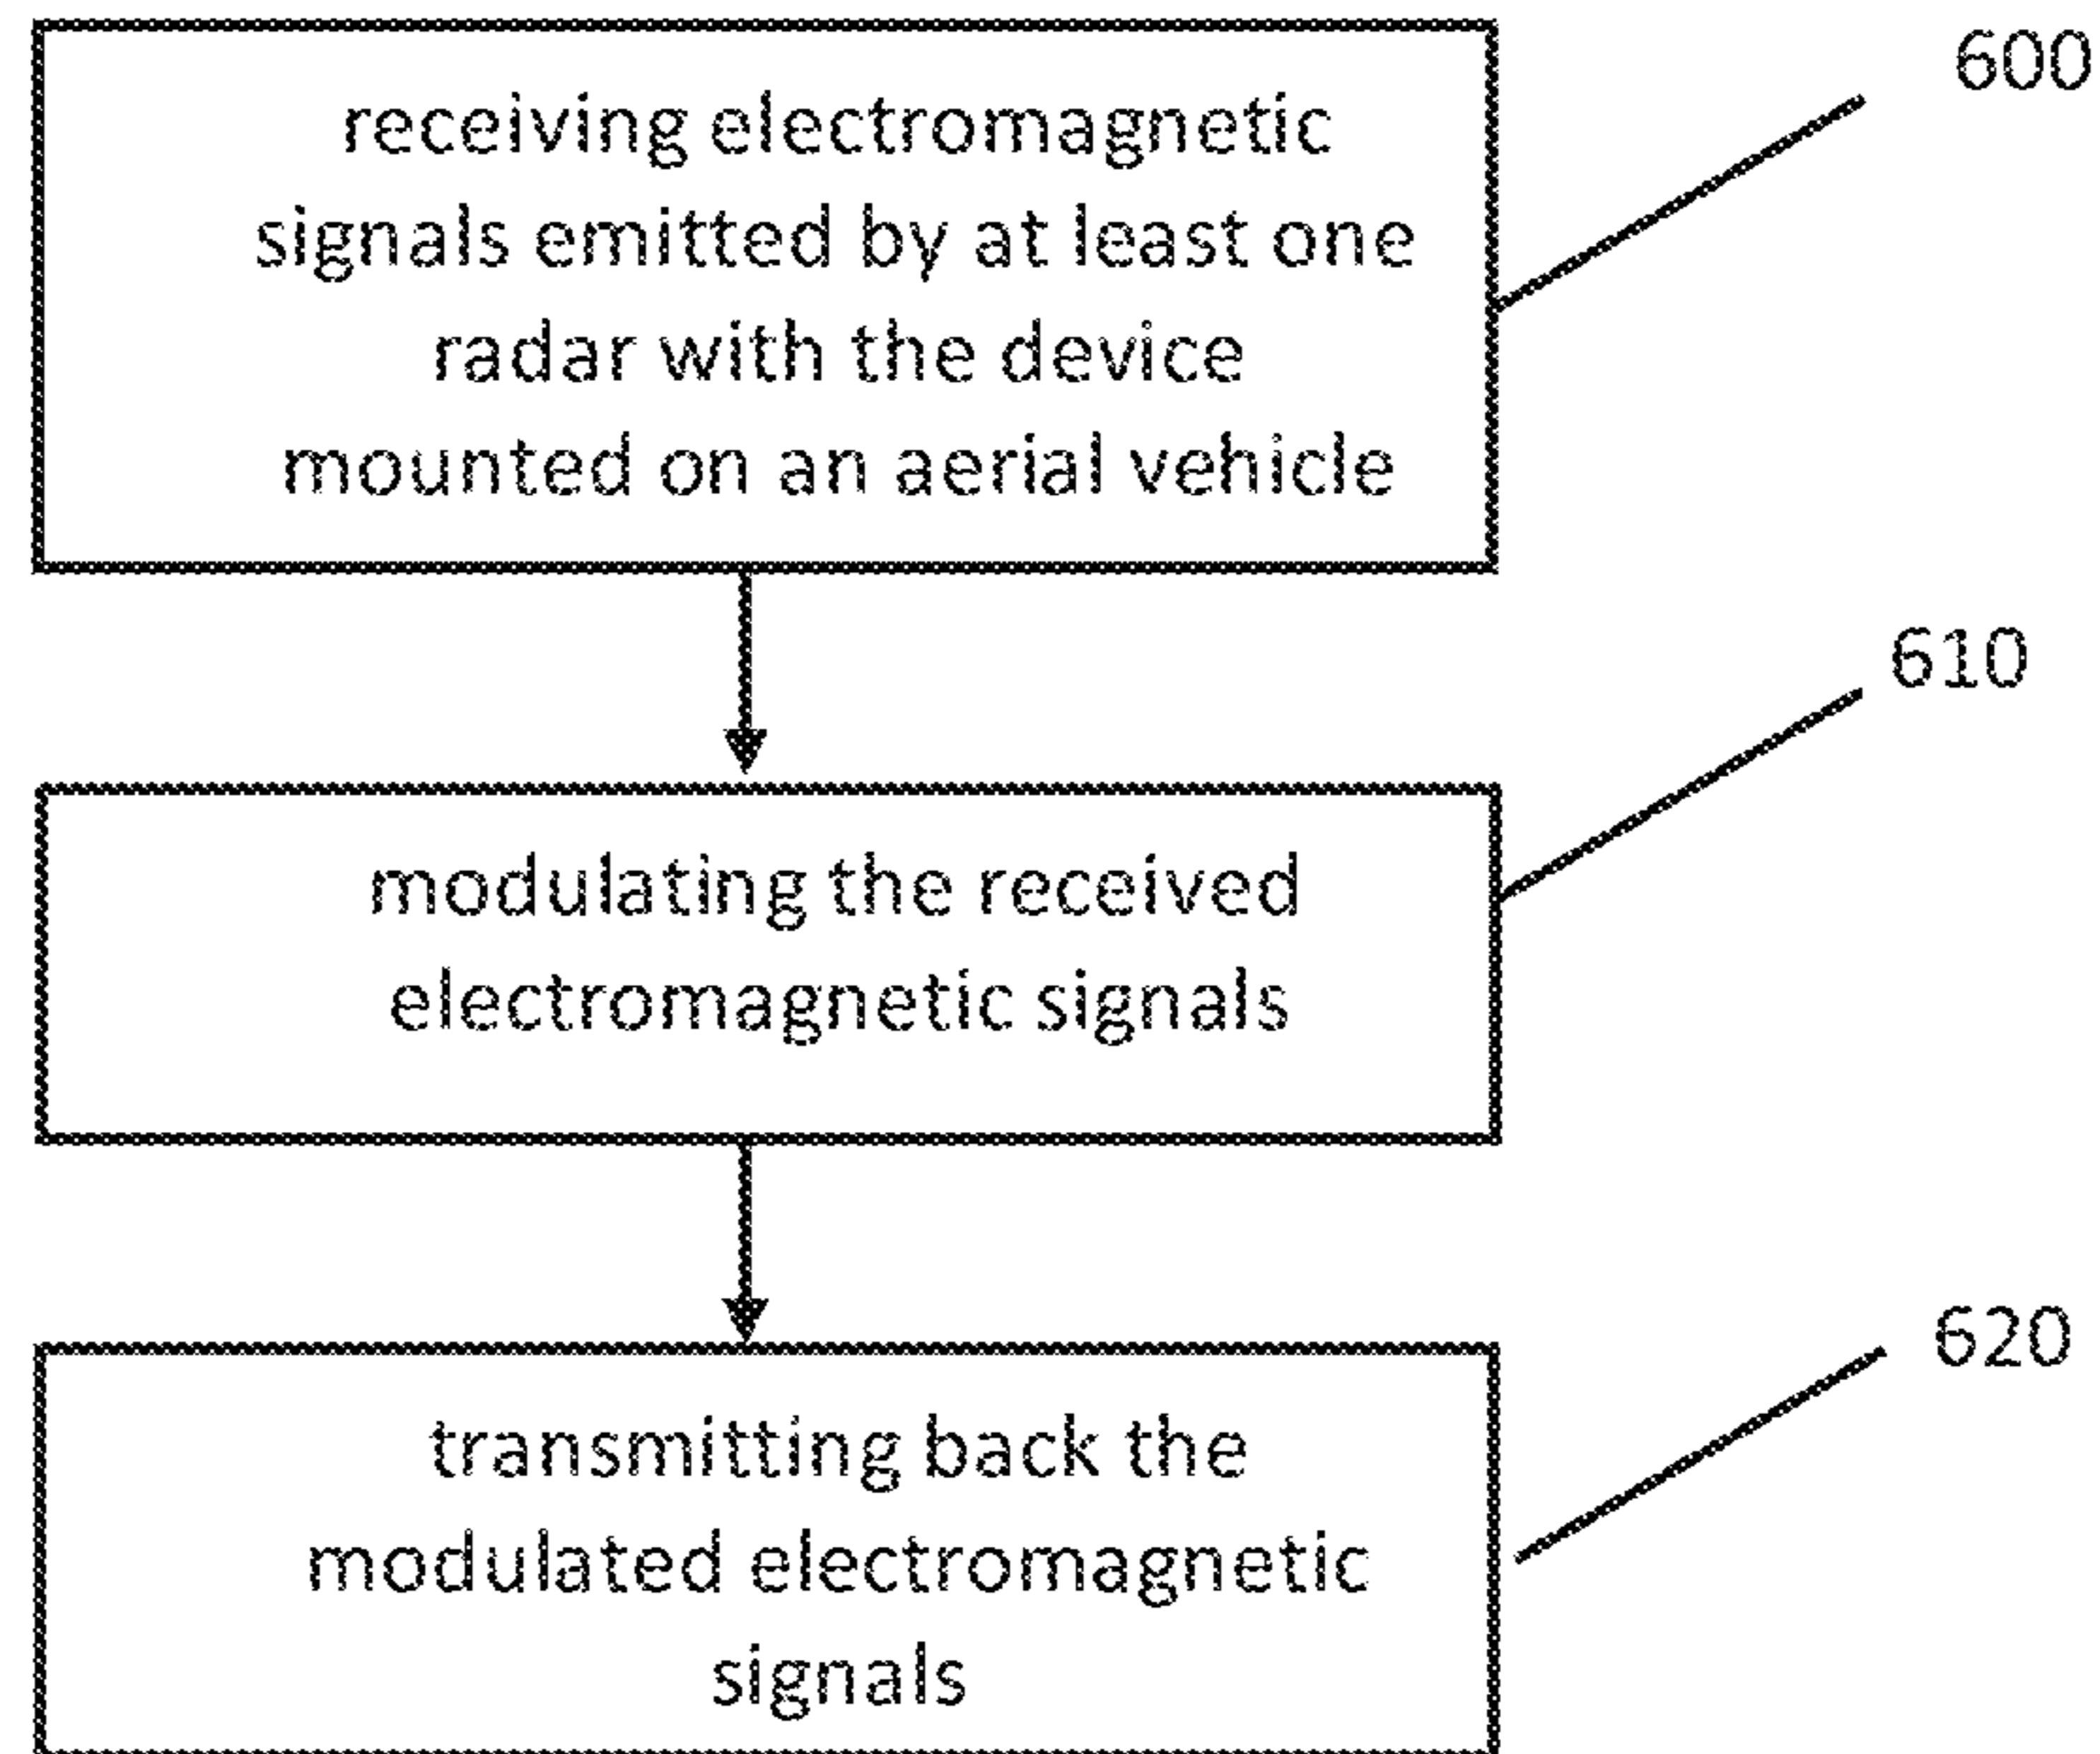 receiving electromagnetic
signals emitted by at least one
radar with the device
mounted on an aerial vehicle
600
modulating the received
electromagnetic signals
610
transmitting back the
modulated electromagnetic
signals
620